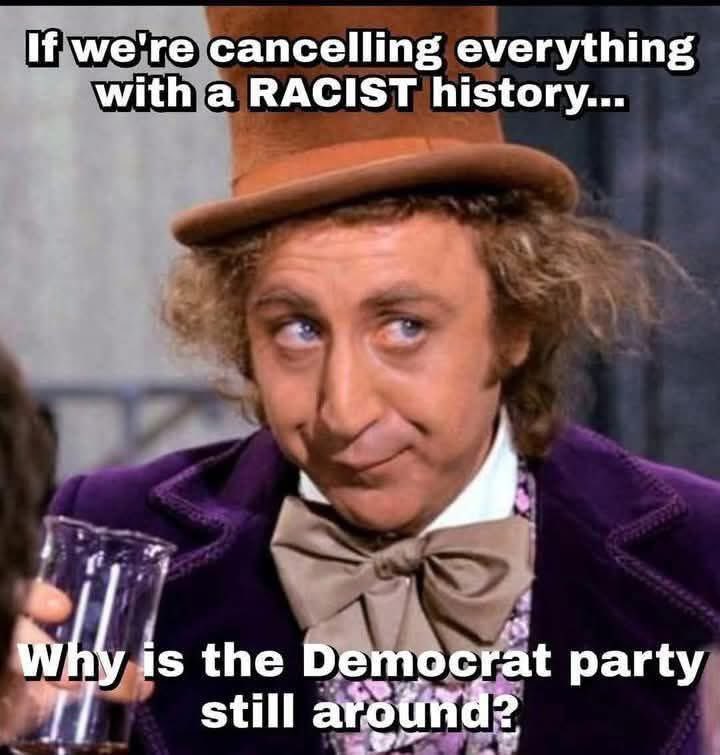 If we're cancelling everything
with a RACIST history...
Why is the Democrat party
still around?